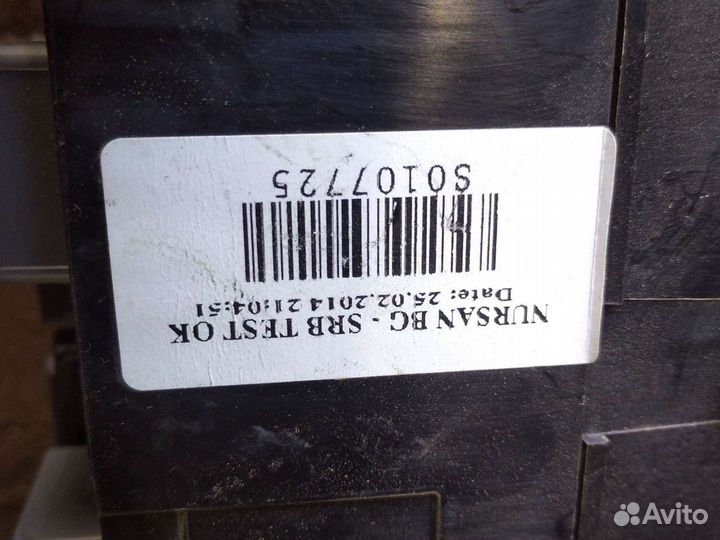 NURSAN BG - SRB TEST OK
Date: 25.02.2014 21:04:51
S0107725
Avito